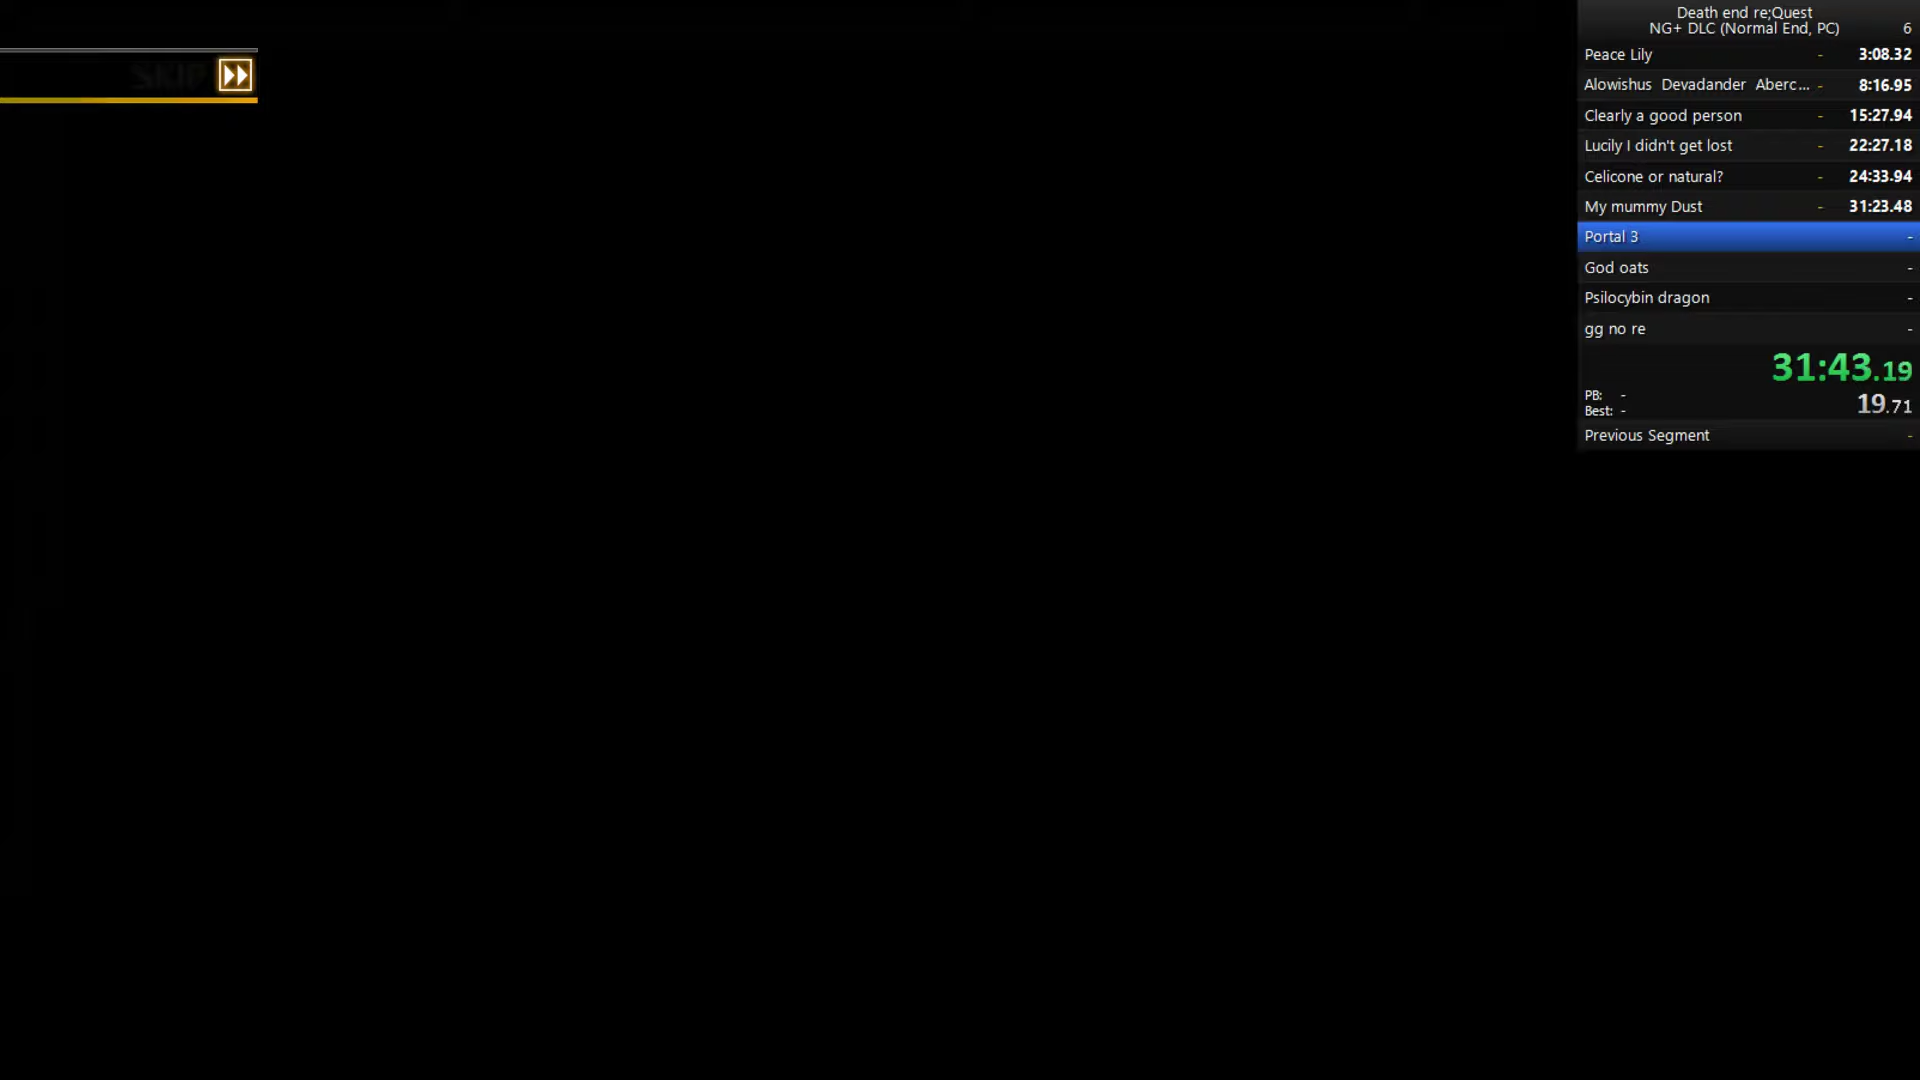 SKIP
Death end re;Quest
NG+ DLC (Normal End, PC) 6
Peace Lily - 3:08.32
Alowishus Devadander Aberc... - 8:16.95
Clearly a good person - 15:27.94
Lucily I didn't get lost - 22:27.18
Celicone or natural? - 24:33.94
My mummy Dust - 31:23.48
Portal 3 -
God oats -
Psilocybin dragon -
gg no re -
31:43.19
PB: -
Best: - 19.71
Previous Segment -